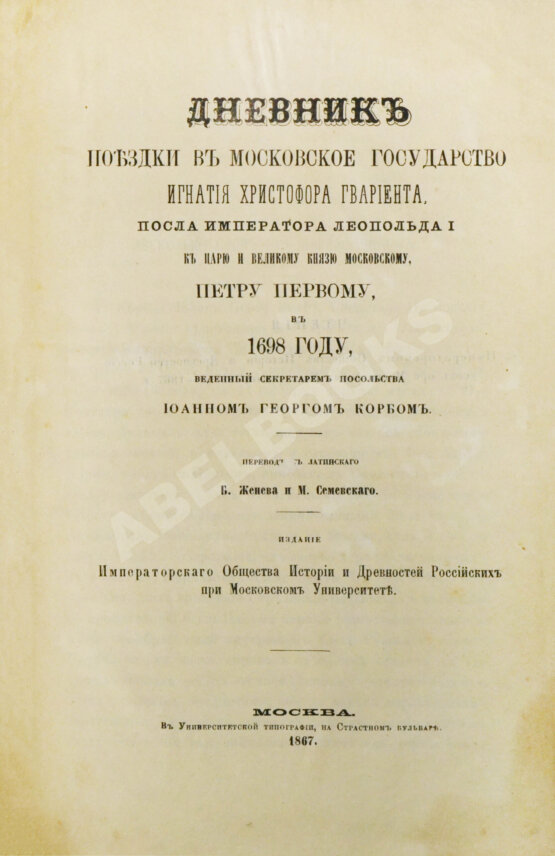 ДНЕВНИКЪ
ПОѢЗДКИ ВЪ МОСКОВСКОЕ ГОСУДАРСТВО
ИГНАТІЯ ХРИСТОФОРА ГВАРІЕНТА,
ПОСЛА ИМПЕРАТОРА ЛЕОПОЛЬДА I
КЪ ЦАРЮ И ВЕЛИКОМУ КНЯЗЮ МОСКОВСКОМУ,
ПЕТРУ ПЕРВОМУ,
ВЪ
1698 ГОДУ,
ВЕДЕННЫЙ СЕКРЕТАРЕМЪ ПОСОЛЬСТВА
ІОАННОМЪ ГЕОРГОМЪ КОРБОМЪ.
ЛАТИНСКАГО
Б. Женева и М. Семевскаго.
ИЗДАНІЕ
Императорскаго Общества Исторіи и Древностей Россійскихъ
при Московскомъ Университетѣ.
МОСКВА.
Въ Университетской типографіи, на Страстномъ бульварѣ.
1867.
ABELBOOKS